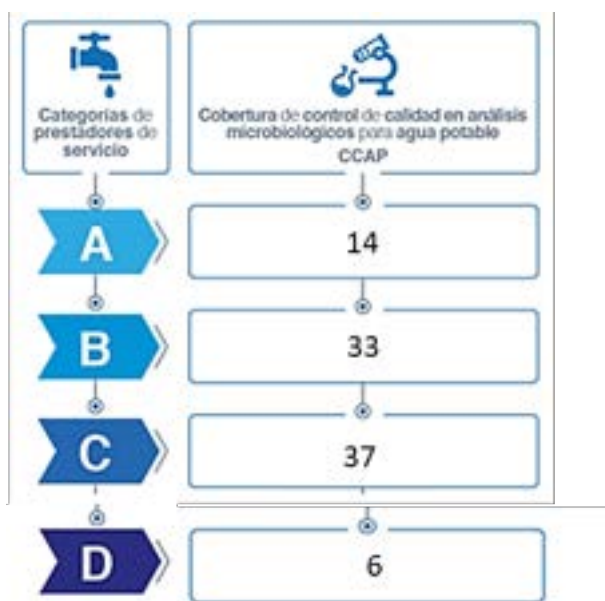 Categorías de
prestadores de
servicio
Cobertura de control de calidad en análisis
microbiológicos para agua potable
CCAP
A
14
B
33
C
37
D
6